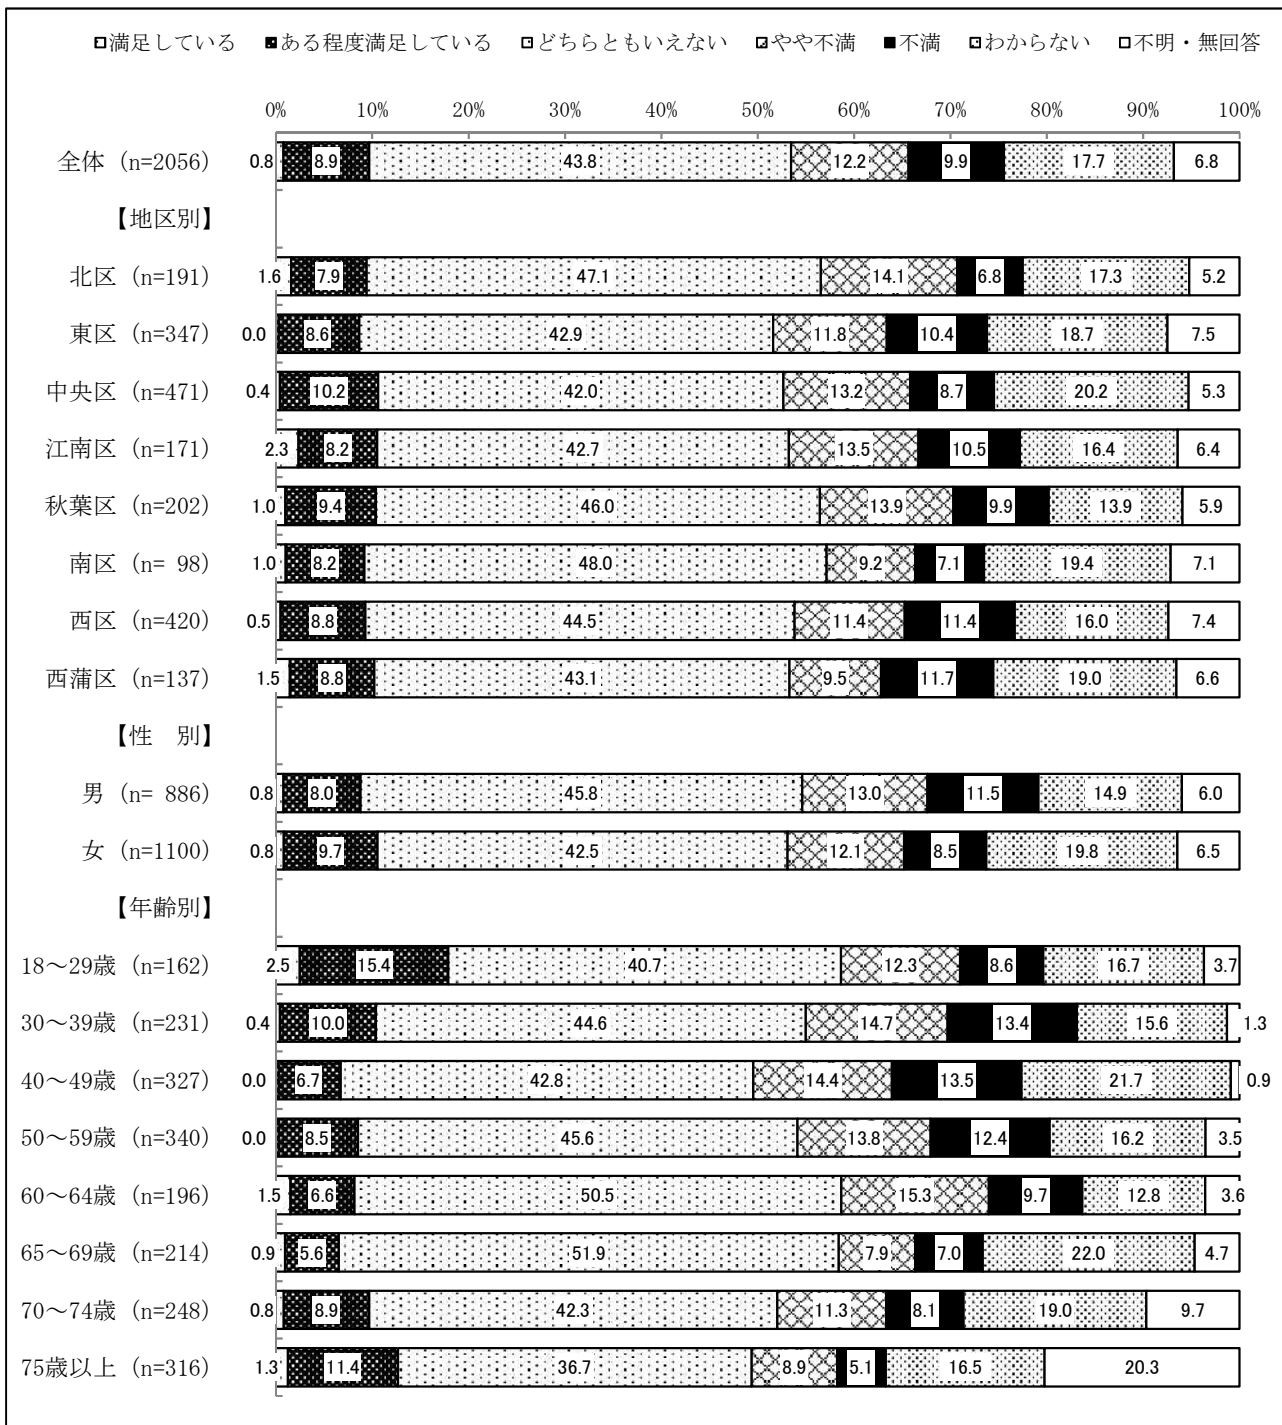 満足している ある程度満足している どちらともいえない やや不満 不満 わからない 不明・無回答
0% 10% 20% 30% 40% 50% 60% 70% 80% 90% 100%
全体 (n=2056) 0.8 8.9 43.8 12.2 9.9 17.7 6.8
【地区別】
北区 (n=191) 1.6 7.9 47.1 14.1 6.8 17.3 5.2
東区 (n=347) 0.0 8.6 42.9 11.8 10.4 18.7 7.5
中央区 (n=471) 0.4 10.2 42.0 13.2 8.7 20.2 5.3
江南区 (n=171) 2.3 8.2 42.7 13.5 10.5 16.4 6.4
秋葉区 (n=202) 1.0 9.4 46.0 13.9 9.9 13.9 5.9
南区 (n= 98) 1.0 8.2 48.0 9.2 7.1 19.4 7.1
西区 (n=420) 0.5 8.8 44.5 11.4 11.4 16.0 7.4
西蒲区 (n=137) 1.5 8.8 43.1 9.5 11.7 19.0 6.6
【性　別】
男 (n= 886) 0.8 8.0 45.8 13.0 11.5 14.9 6.0
女 (n=1100) 0.8 9.7 42.5 12.1 8.5 19.8 6.5
【年齢別】
18～29歳 (n=162) 2.5 15.4 40.7 12.3 8.6 16.7 3.7
30～39歳 (n=231) 0.4 10.0 44.6 14.7 13.4 15.6 1.3
40～49歳 (n=327) 0.0 6.7 42.8 14.4 13.5 21.7 0.9
50～59歳 (n=340) 0.0 8.5 45.6 13.8 12.4 16.2 3.5
60～64歳 (n=196) 1.5 6.6 50.5 15.3 9.7 12.8 3.6
65～69歳 (n=214) 0.9 5.6 51.9 7.9 7.0 22.0 4.7
70～74歳 (n=248) 0.8 8.9 42.3 11.3 8.1 19.0 9.7
75歳以上 (n=316) 1.3 11.4 36.7 8.9 5.1 16.5 20.3